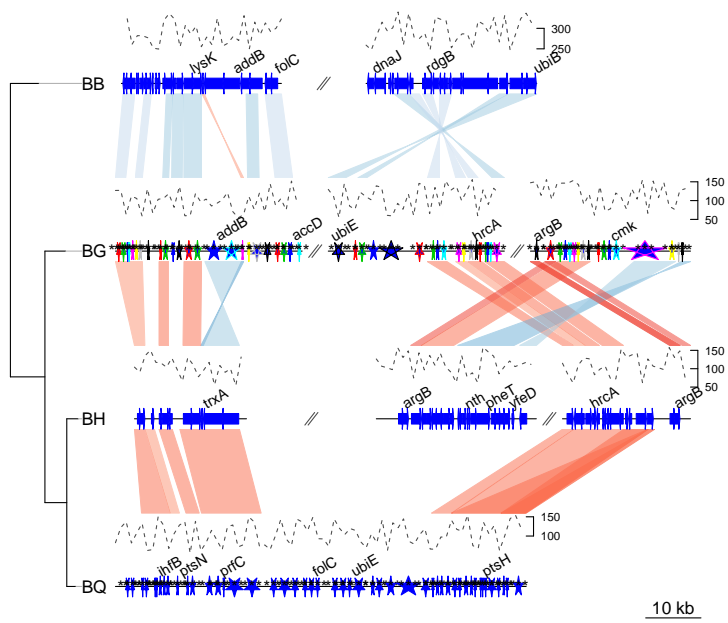 300
250
lysK addB folC // dnaJ rdgB ubiB
BB
150
100
50
addB accD // ubiE hrcA // argB cmk
BG
150
100
50
trxA // argB nth pheT yfeD // hrcA argB
BH
150
100
ihfB ptsN prfC folC ubiE ptsH
BQ
10 kb